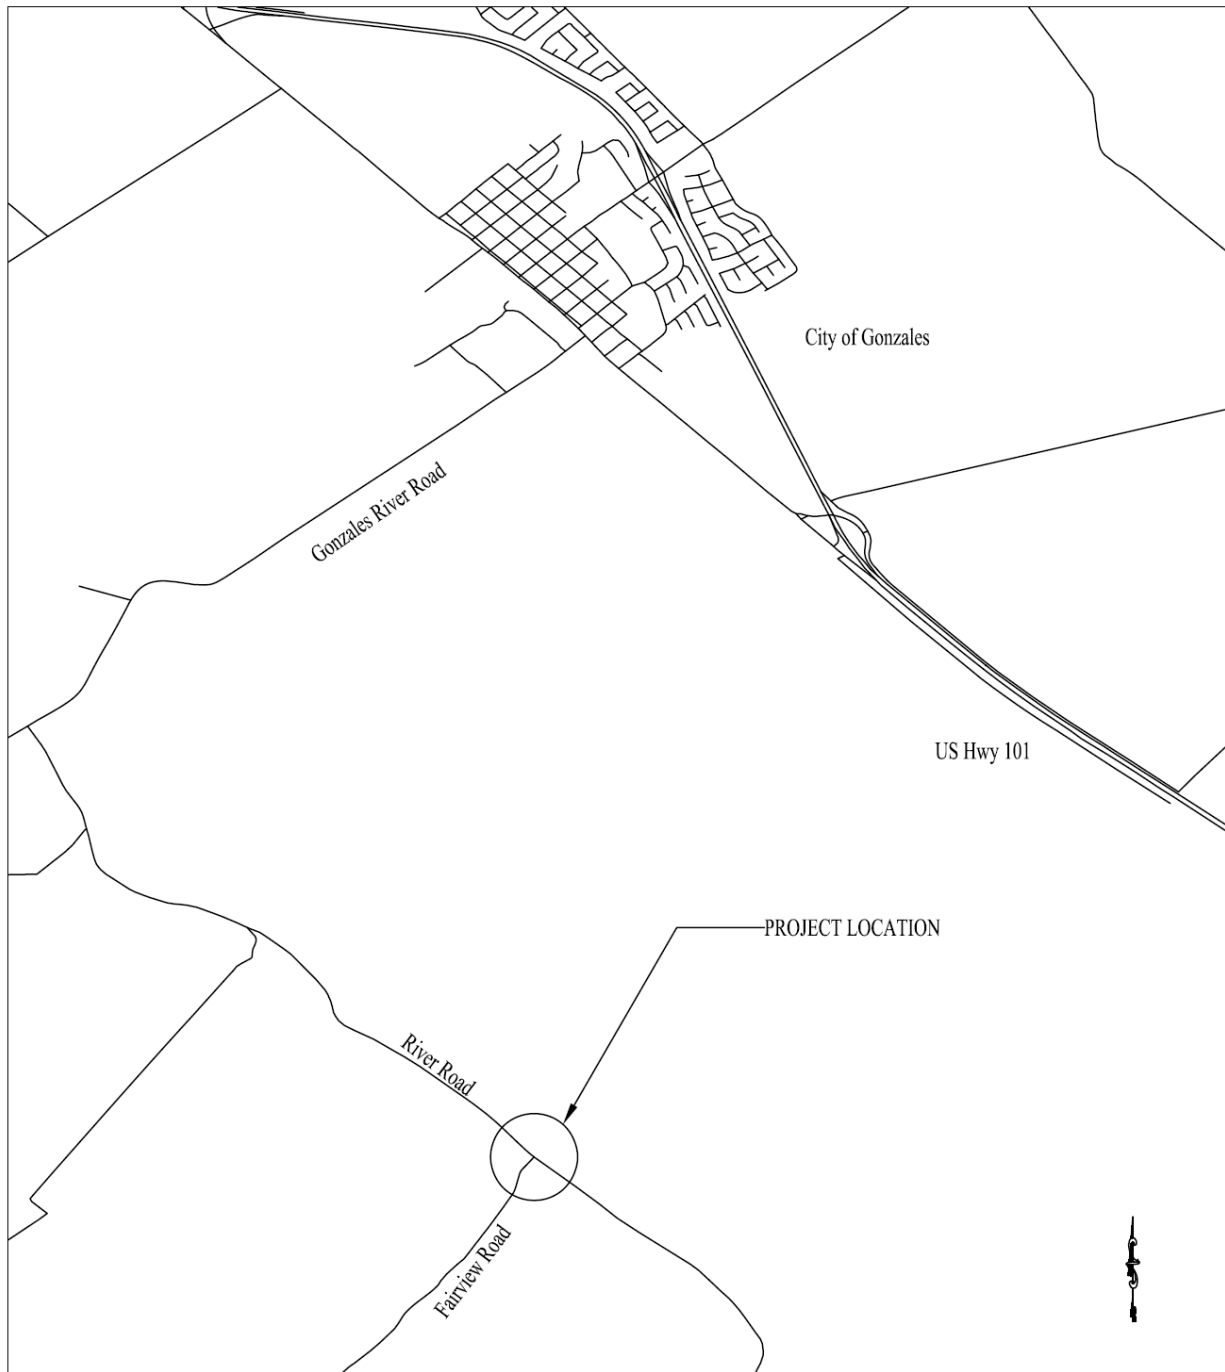 City of Gonzales
Gonzales River Road
US Hwy 101
PROJECT LOCATION
River Road
Fairview Road